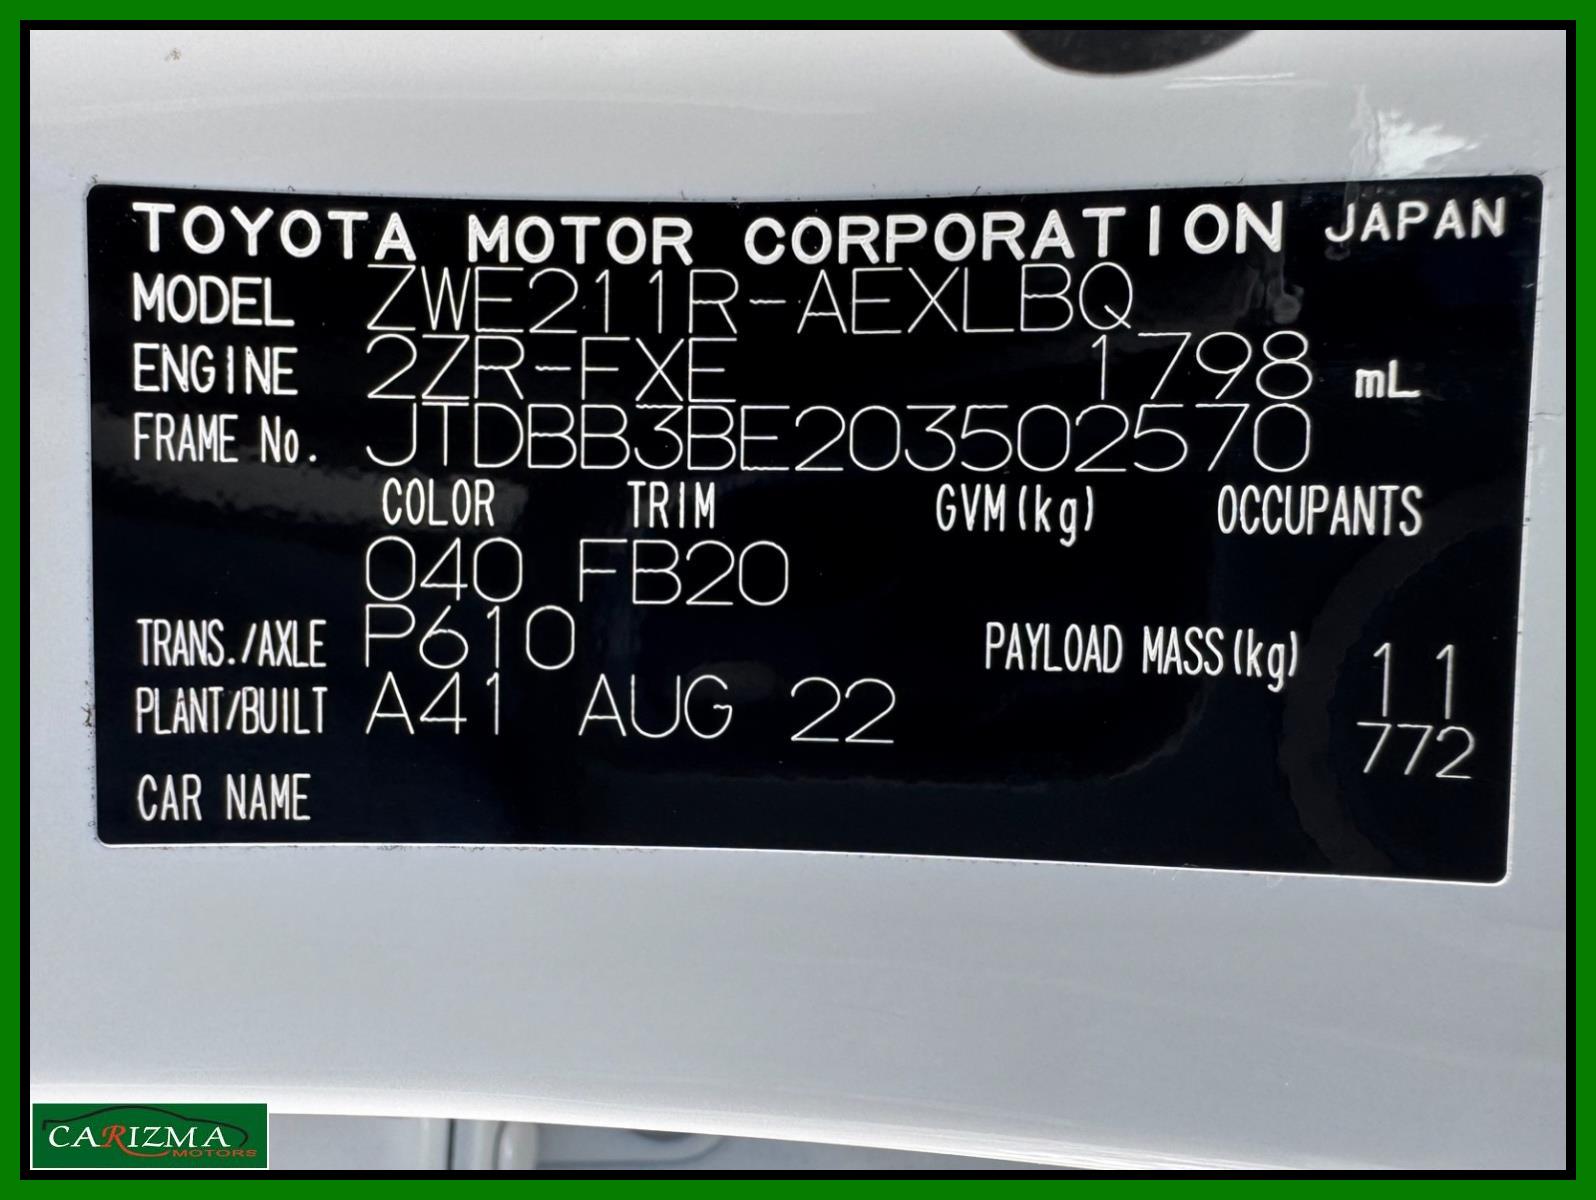 TOYOTA MOTOR CORPORATION JAPAN
MODEL ZWE211R-AEXLBQ
ENGINE 2ZR-FXE 1798 mL
FRAME No. JTDBB3BE203502570
COLOR TRIM GVM(kg) OCCUPANTS
040 FB20
TRANS./AXLE P610 PAYLOAD MASS(kg) 11
PLANT/BUILT A41 AUG 22 772
CAR NAME
CARIZMA
MOTORS